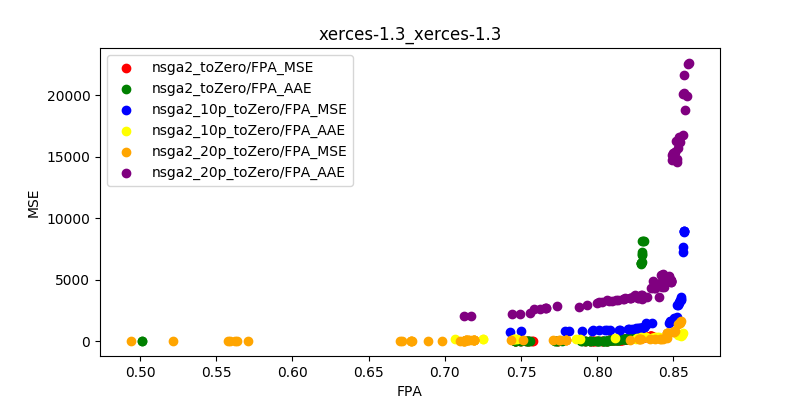 xerces-1.3_xerces-1.3
nsga2_toZero/FPA_MSE
nsga2_toZero/FPA_AAE
nsga2_10p_toZero/FPA_MSE
nsga2_10p_toZero/FPA_AAE
nsga2_20p_toZero/FPA_MSE
nsga2_20p_toZero/FPA_AAE
MSE
20000
15000
10000
5000
0
0.50 0.55 0.60 0.65 0.70 0.75 0.80 0.85
FPA